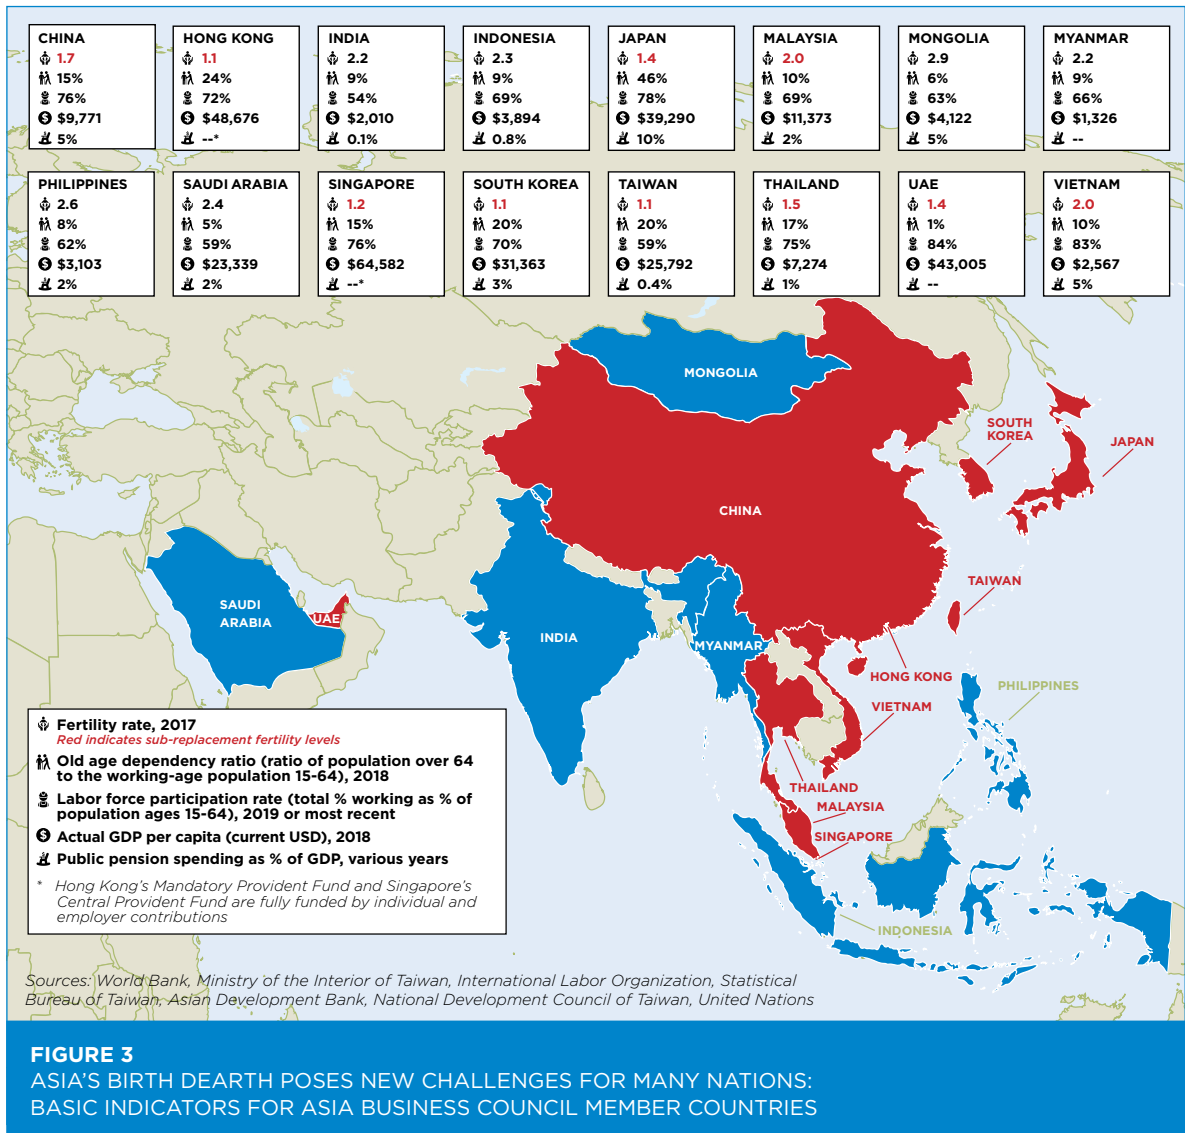 CHINA
1.7
15%
76%
$9,771
5%
HONG KONG
1.1
24%
72%
$48,676
--*
INDIA
2.2
9%
54%
$2,010
0.1%
INDONESIA
2.3
9%
69%
$3,894
0.8%
JAPAN
1.4
46%
78%
$39,290
10%
MALAYSIA
2.0
10%
69%
$11,373
2%
MONGOLIA
2.9
6%
63%
$4,122
5%
MYANMAR
2.2
9%
66%
$1,326
--
PHILIPPINES
2.6
8%
62%
$3,103
2%
SAUDI ARABIA
2.4
5%
59%
$23,339
2%
SINGAPORE
1.2
15%
76%
$64,582
--*
SOUTH KOREA
1.1
20%
70%
$31,363
3%
TAIWAN
1.1
20%
59%
$25,792
0.4%
THAILAND
1.5
17%
75%
$7,274
1%
UAE
1.4
1%
84%
$43,005
--
VIETNAM
2.0
10%
83%
$2,567
5%
MONGOLIA
SOUTH
KOREA
JAPAN
CHINA
TAIWAN
SAUDI
ARABIA
UAE
INDIA
MYANMAR
HONG KONG
PHILIPPINES
VIETNAM
THAILAND
MALAYSIA
SINGAPORE
INDONESIA
Fertility rate, 2017
Red indicates sub-replacement fertility levels
Old age dependency ratio (ratio of population over 64
to the working-age population 15-64), 2018
Labor force participation rate (total % working as % of
population ages 15-64), 2019 or most recent
$ Actual GDP per capita (current USD), 2018
Public pension spending as % of GDP, various years
* Hong Kong's Mandatory Provident Fund and Singapore's
Central Provident Fund are fully funded by individual and
employer contributions
Sources: World Bank, Ministry of the Interior of Taiwan, International Labor Organization, Statistical
Bureau of Taiwan, Asian Development Bank, National Development Council of Taiwan, United Nations
FIGURE 3
ASIA'S BIRTH DEARTH POSES NEW CHALLENGES FOR MANY NATIONS:
BASIC INDICATORS FOR ASIA BUSINESS COUNCIL MEMBER COUNTRIES